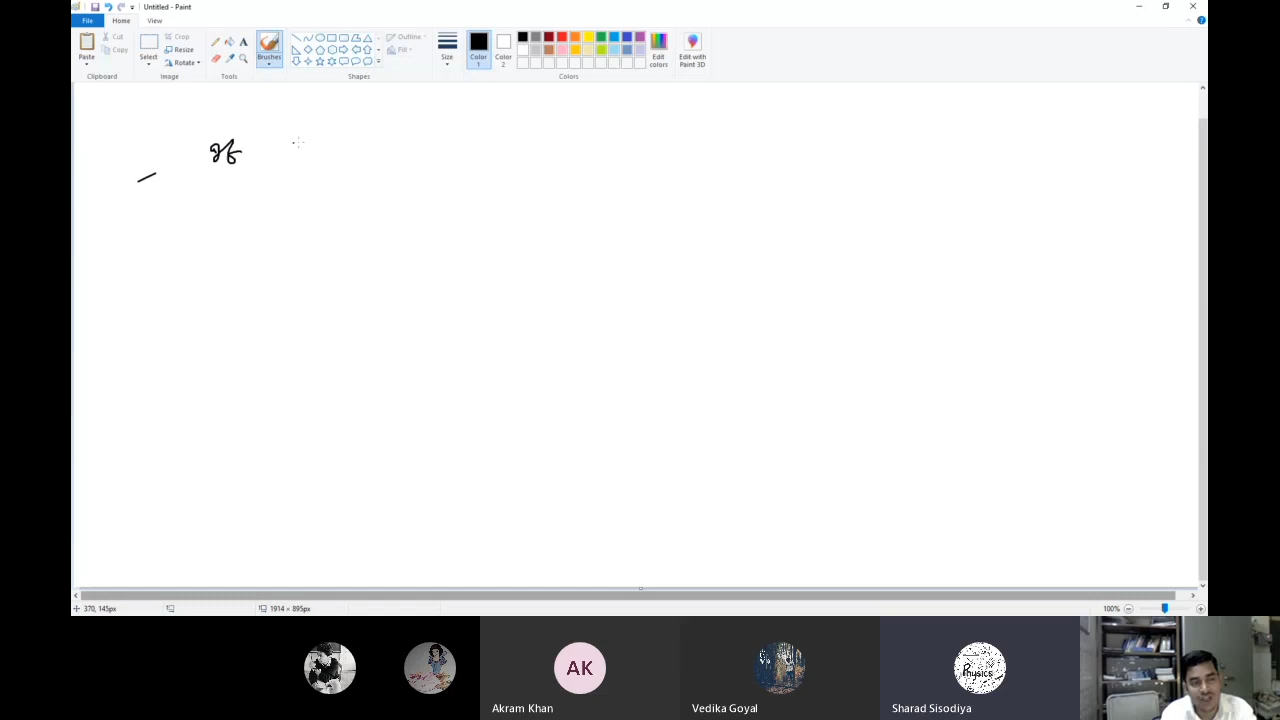 Untitled - Paint
File Home View
Paste
Cut
Copy
Clipboard
Select
Crop
Resize
Rotate
Image
A
Tools
Brushes
Shapes
Outline
Fill
Size
Color 1
Color 2
Colors
Edit colors
Edit with Paint 3D
If
370, 145px
1914 × 895px
100%
AK
Physics
Akram Khan
Vedika Goyal
Sharad Sisodiya